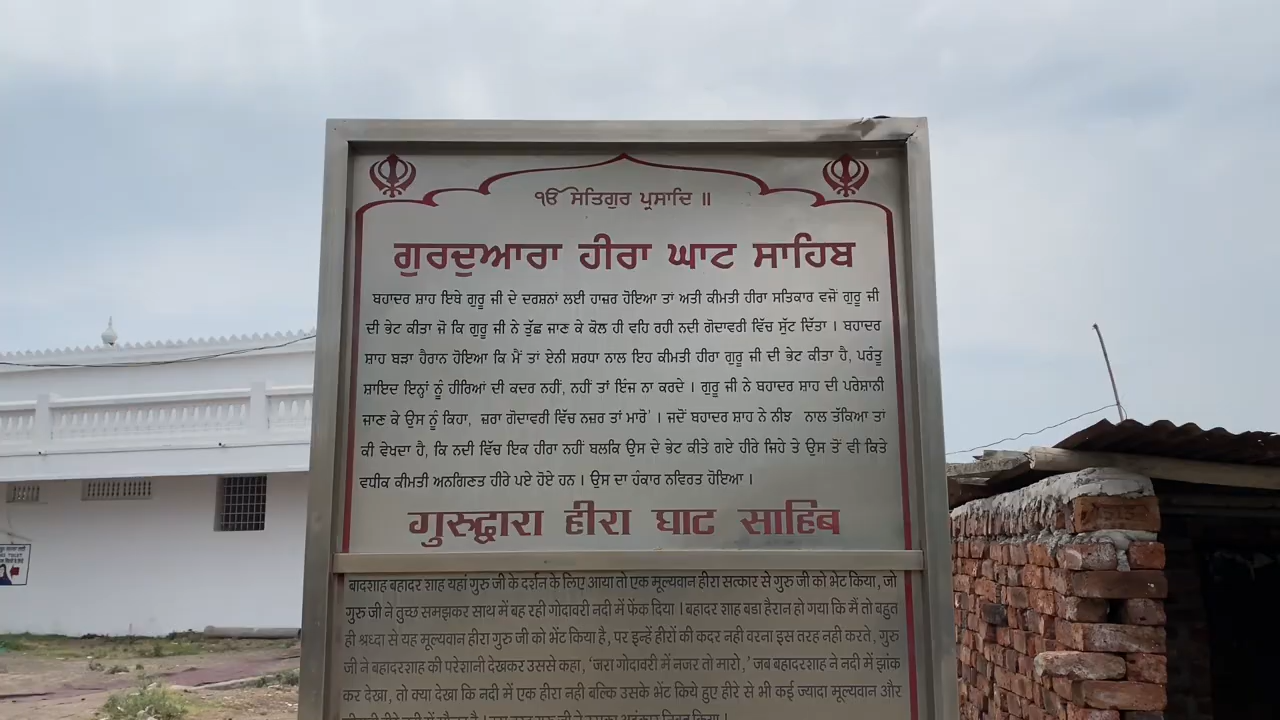 ੴ ਸਤਿਗੁਰ ਪ੍ਰਸਾਦਿ ॥
ਗੁਰਦੁਆਰਾ ਹੀਰਾ ਘਾਟ ਸਾਹਿਬ
ਬਹਾਦਰ ਸ਼ਾਹ ਇਥੇ ਗੁਰੂ ਜੀ ਦੇ ਦਰਸ਼ਨਾਂ ਲਈ ਹਾਜ਼ਰ ਹੋਇਆ ਤਾਂ ਅਤੀ ਕੀਮਤੀ ਹੀਰਾ ਸਤਿਕਾਰ ਵਜੋਂ ਗੁਰੂ ਜੀ
ਦੀ ਭੇਟ ਕੀਤਾ ਜੋ ਕਿ ਗੁਰੂ ਜੀ ਨੇ ਤੁੱਛ ਜਾਣ ਕੇ ਕੋਲ ਹੀ ਵਹਿ ਰਹੀ ਨਦੀ ਗੋਦਾਵਰੀ ਵਿੱਚ ਸੁੱਟ ਦਿੱਤਾ । ਬਹਾਦਰ
ਸ਼ਾਹ ਬੜਾ ਹੈਰਾਨ ਹੋਇਆ ਕਿ ਮੈਂ ਤਾਂ ਏਨੀ ਸ਼ਰਧਾ ਨਾਲ ਇਹ ਕੀਮਤੀ ਹੀਰਾ ਗੁਰੂ ਜੀ ਦੀ ਭੇਟ ਕੀਤਾ ਹੈ, ਪਰੰਤੂ
ਸ਼ਾਇਦ ਇਨ੍ਹਾਂ ਨੂੰ ਹੀਰਿਆਂ ਦੀ ਕਦਰ ਨਹੀਂ, ਨਹੀਂ ਤਾਂ ਇੰਜ ਨਾ ਕਰਦੇ । ਗੁਰੂ ਜੀ ਨੇ ਬਹਾਦਰ ਸ਼ਾਹ ਦੀ ਪਰੇਸ਼ਾਨੀ
ਜਾਣ ਕੇ ਉਸ ਨੂੰ ਕਿਹਾ, ਜ਼ਰਾ ਗੋਦਾਵਰੀ ਵਿੱਚ ਨਜ਼ਰ ਤਾਂ ਮਾਰੋ' । ਜਦੋਂ ਬਹਾਦਰ ਸ਼ਾਹ ਨੇ ਨੀਝ ਨਾਲ ਤੱਕਿਆ ਤਾਂ
ਕੀ ਵੇਖਦਾ ਹੈ, ਕਿ ਨਦੀ ਵਿੱਚ ਇਕ ਹੀਰਾ ਨਹੀਂ ਬਲਕਿ ਉਸ ਦੇ ਭੇਟ ਕੀਤੇ ਗਏ ਹੀਰੇ ਜਿਹੇ ਤੇ ਉਸ ਤੋਂ ਵੀ ਕਿਤੇ
ਵਧੀਕ ਕੀਮਤੀ ਅਨਗਿਣਤ ਹੀਰੇ ਪਏ ਹੋਏ ਹਨ । ਉਸ ਦਾ ਹੰਕਾਰ ਨਵਿਰਤ ਹੋਇਆ ।
गुरुद्वारा हीरा घाट साहिब
बादशाह बहादर शाह यहां गुरु जी के दर्शन के लिए आया तो एक मूल्यवान हीरा सत्कार से गुरु जी को भेट किया, जो
गुरु जी ने तुच्छ समझकर साथ में बह रही गोदावरी नदी में फेंक दिया । बहादर शाह बडा हैरान हो गया कि मैं तो बहुत
ही श्रध्दा से यह मूल्यवान हीरा गुरु जी को भेंट किया है, पर इन्हें हीरों की कदर नही वरना इस तरह नही करते, गुरु
जी ने बहादरशाह की परेशानी देखकर उससे कहा, 'जरा गोदावरी में नजर तो मारो,' जब बहादरशाह ने नदी में झांक
कर देखा, तो क्या देखा कि नदी में एक हीरा नही बल्कि उसके भेंट किये हुए हीरे से भी कई ज्यादा मूल्यवान और